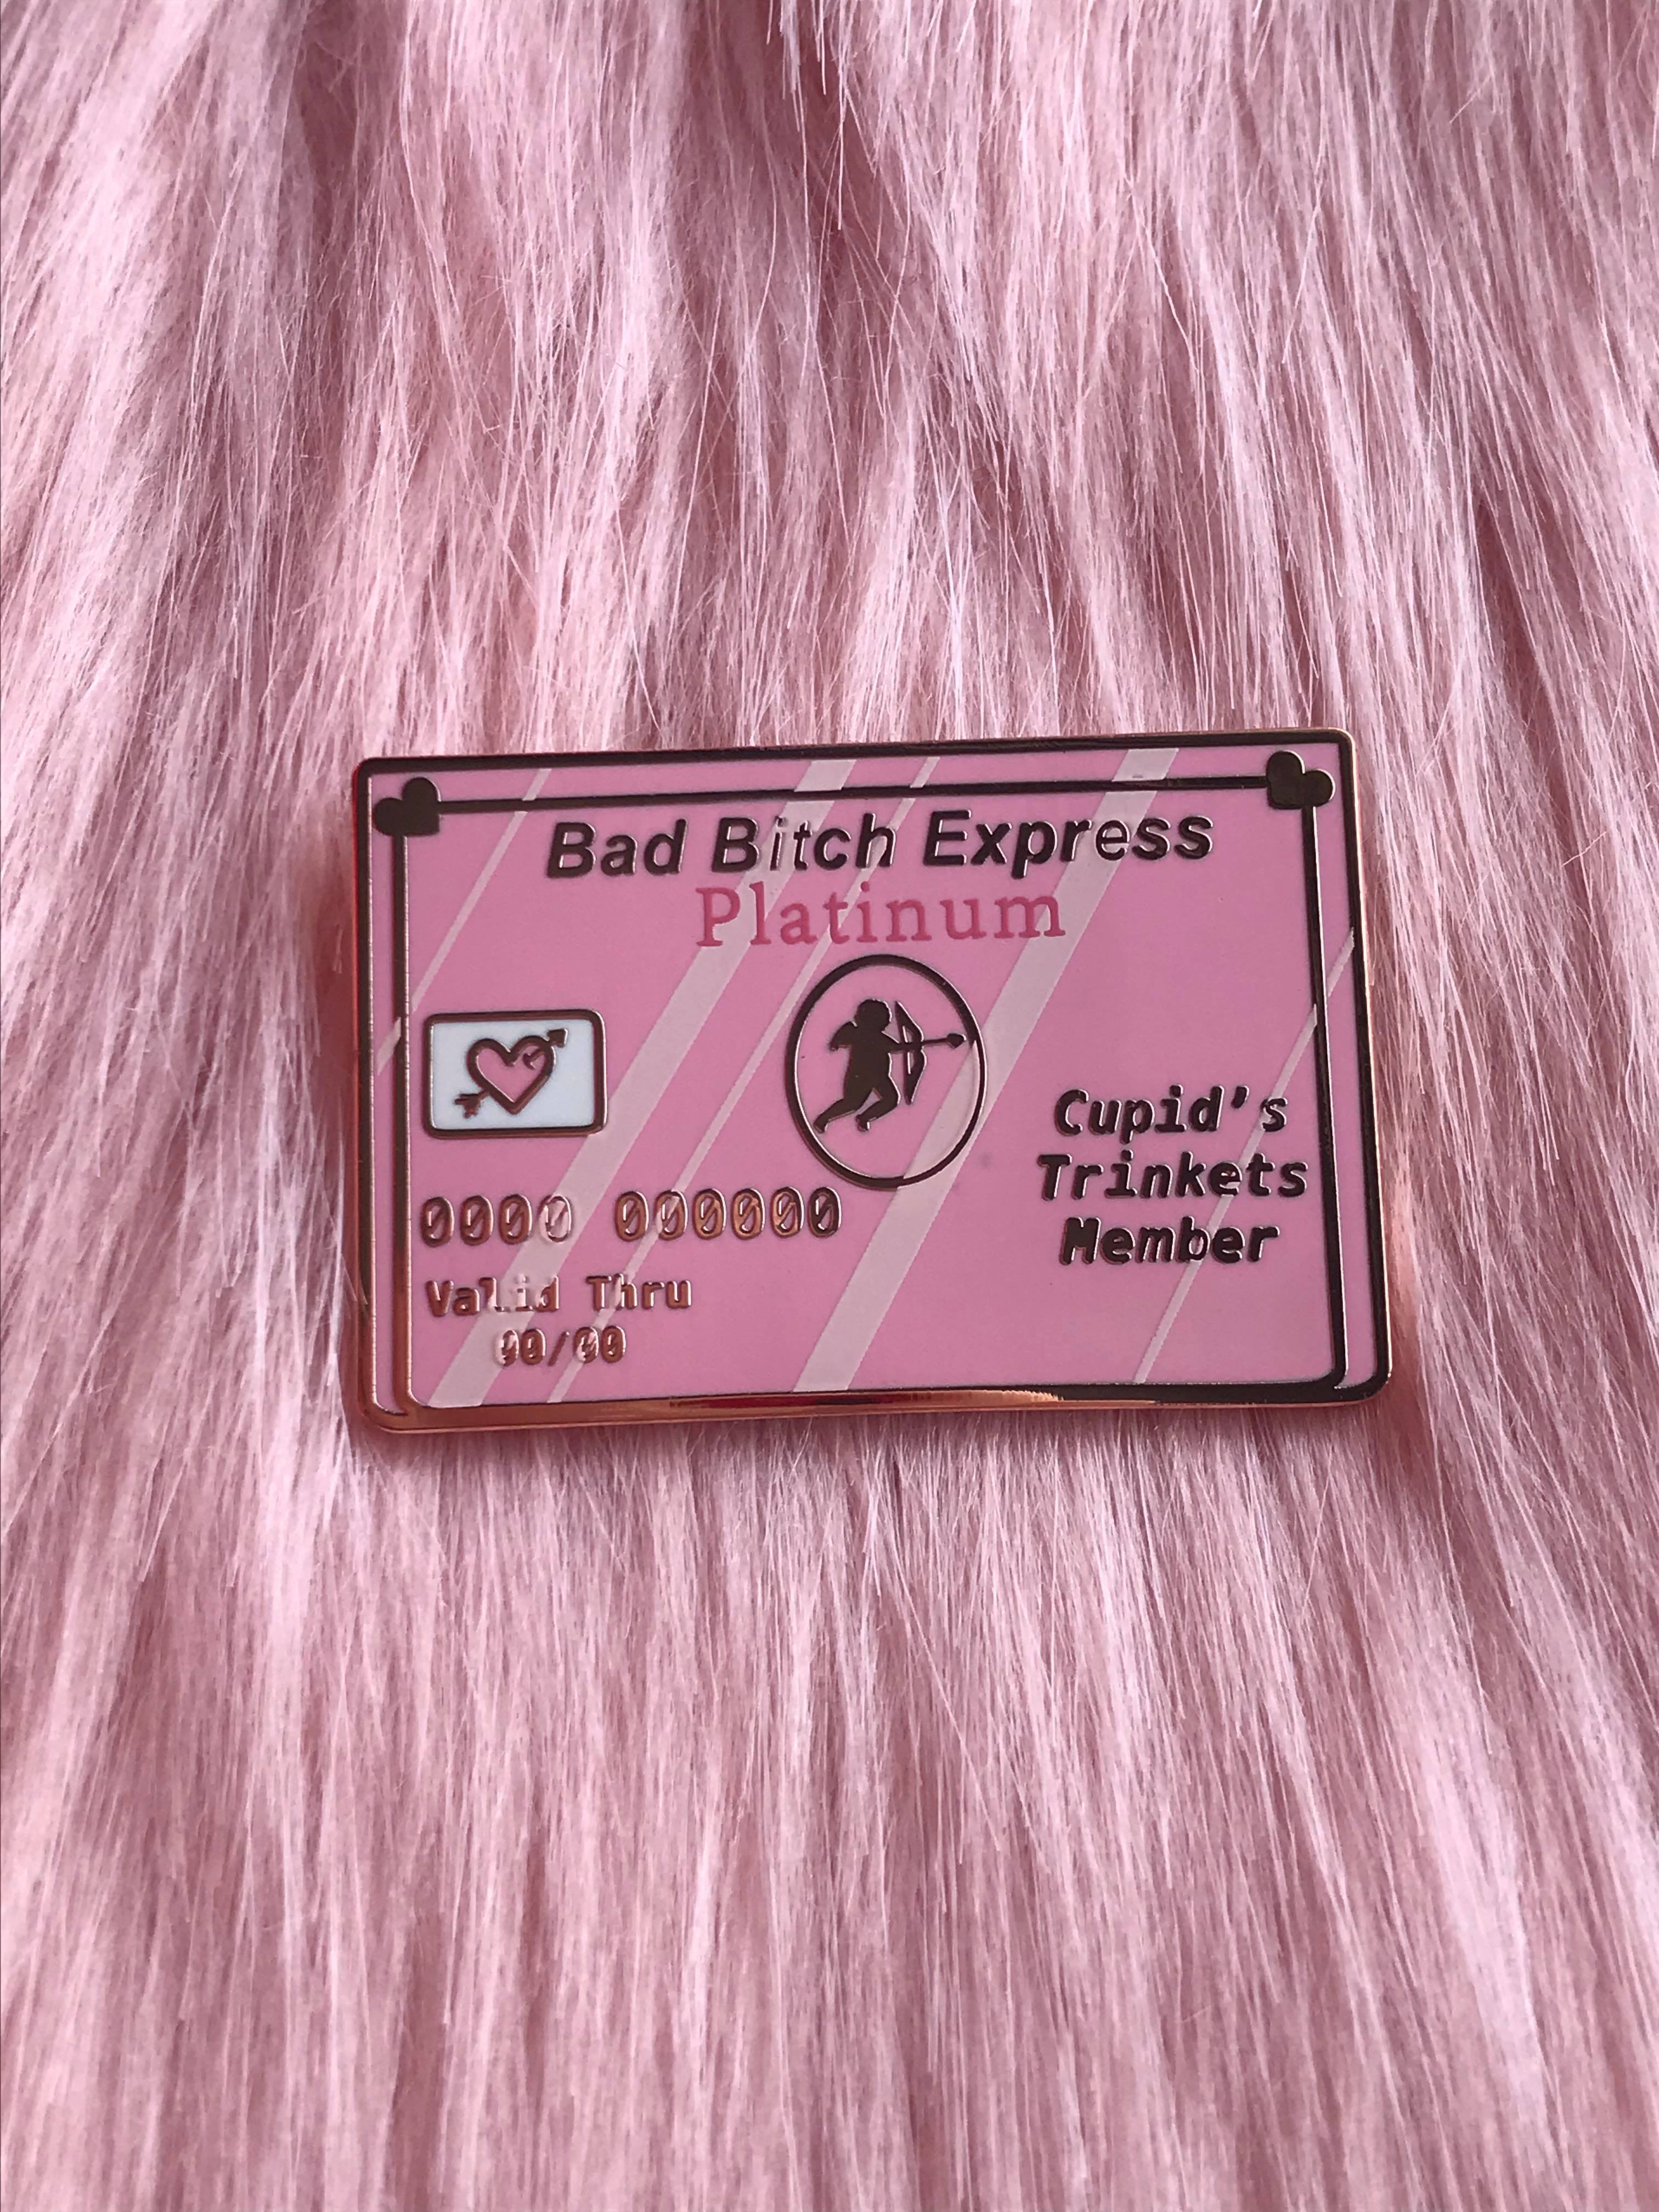 Bad Bitch Express
Platinum
Cupid's
Trinkets
Member
0000 000000
Valid Thru
00/00